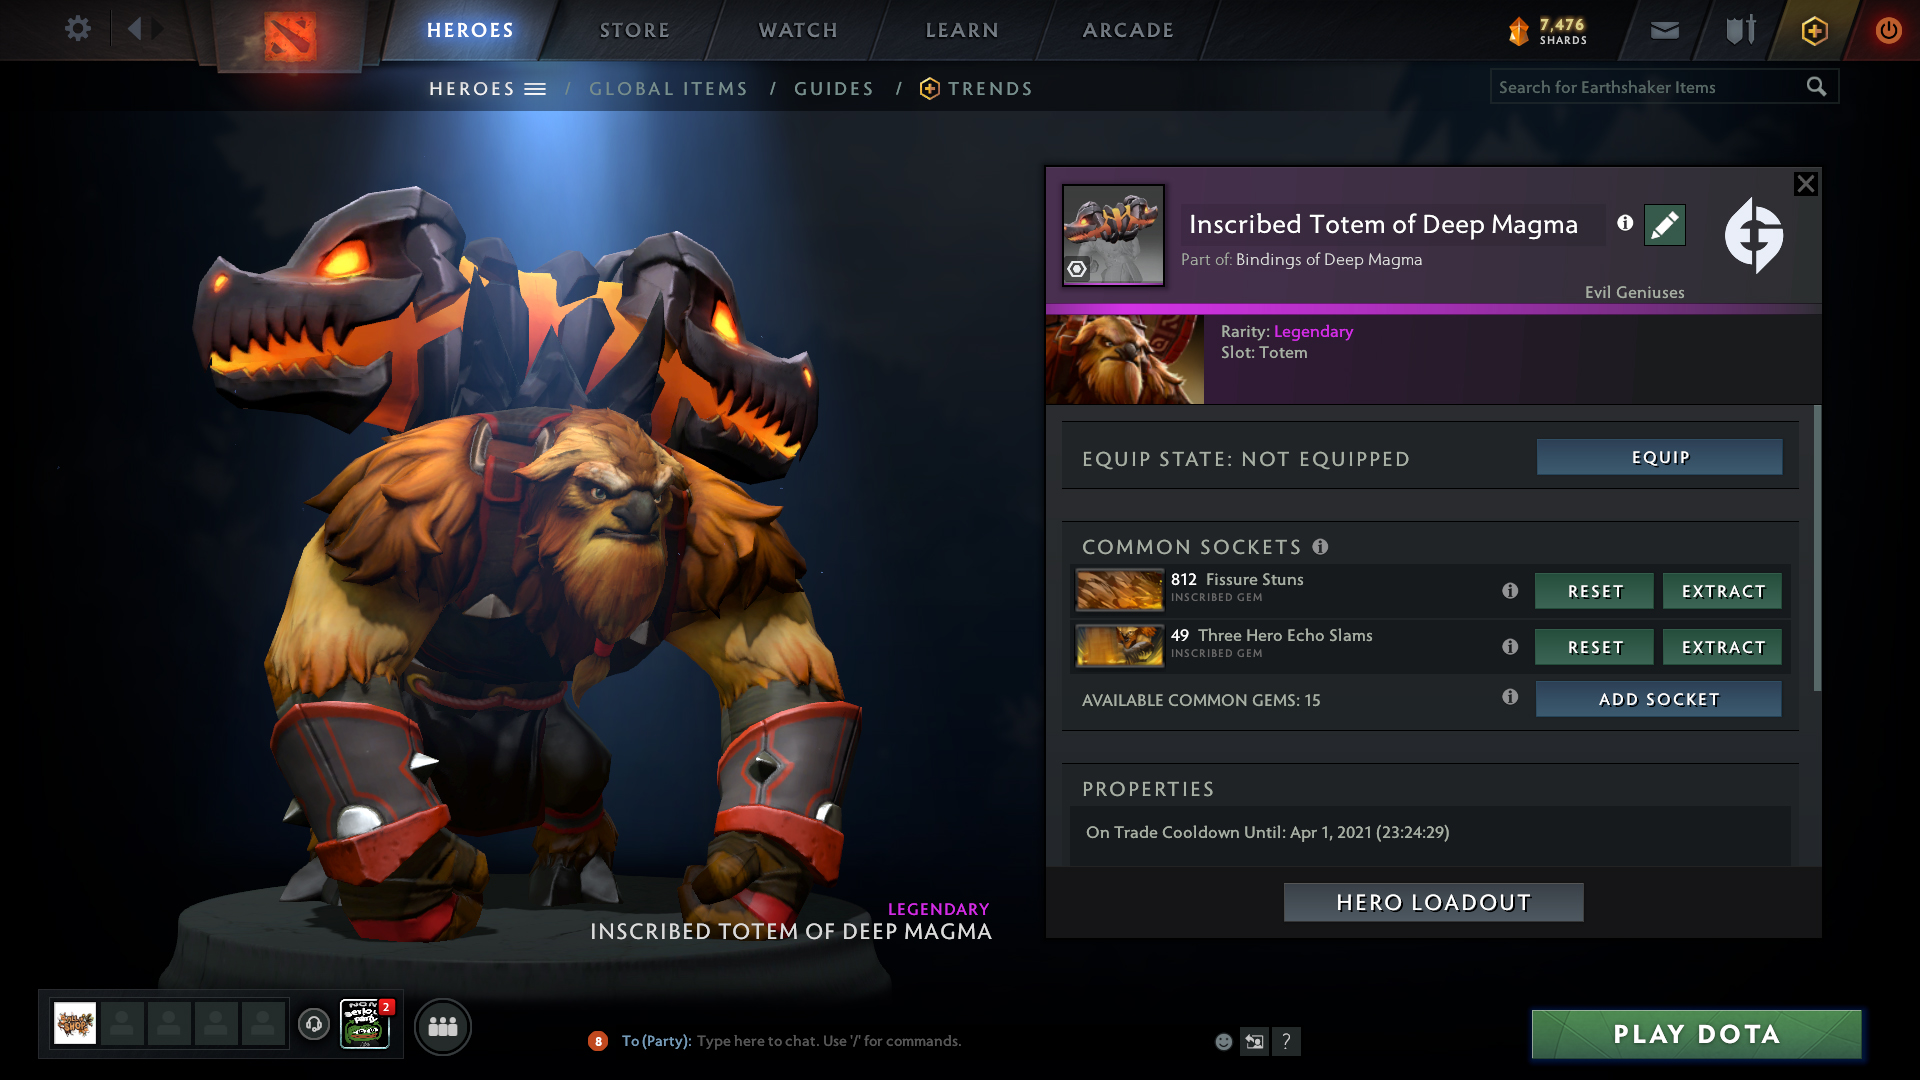 HEROES
STORE
WATCH
LEARN
ARCADE
7,476
SHARDS
HEROES / GLOBAL ITEMS / GUIDES / TRENDS
Search for Earthshaker Items
Inscribed Totem of Deep Magma
Part of: Bindings of Deep Magma
Evil Geniuses
Rarity: Legendary
Slot: Totem
EQUIP STATE: NOT EQUIPPED
EQUIP
COMMON SOCKETS
812 Fissure Stuns
INSCRIBED GEM
RESET
EXTRACT
49 Three Hero Echo Slams
INSCRIBED GEM
RESET
EXTRACT
AVAILABLE COMMON GEMS: 15
ADD SOCKET
PROPERTIES
On Trade Cooldown Until: Apr 1, 2021 (23:24:29)
HERO LOADOUT
LEGENDARY
INSCRIBED TOTEM OF DEEP MAGMA
2
8
To (Party): Type here to chat. Use '/' for commands.
?
PLAY DOTA